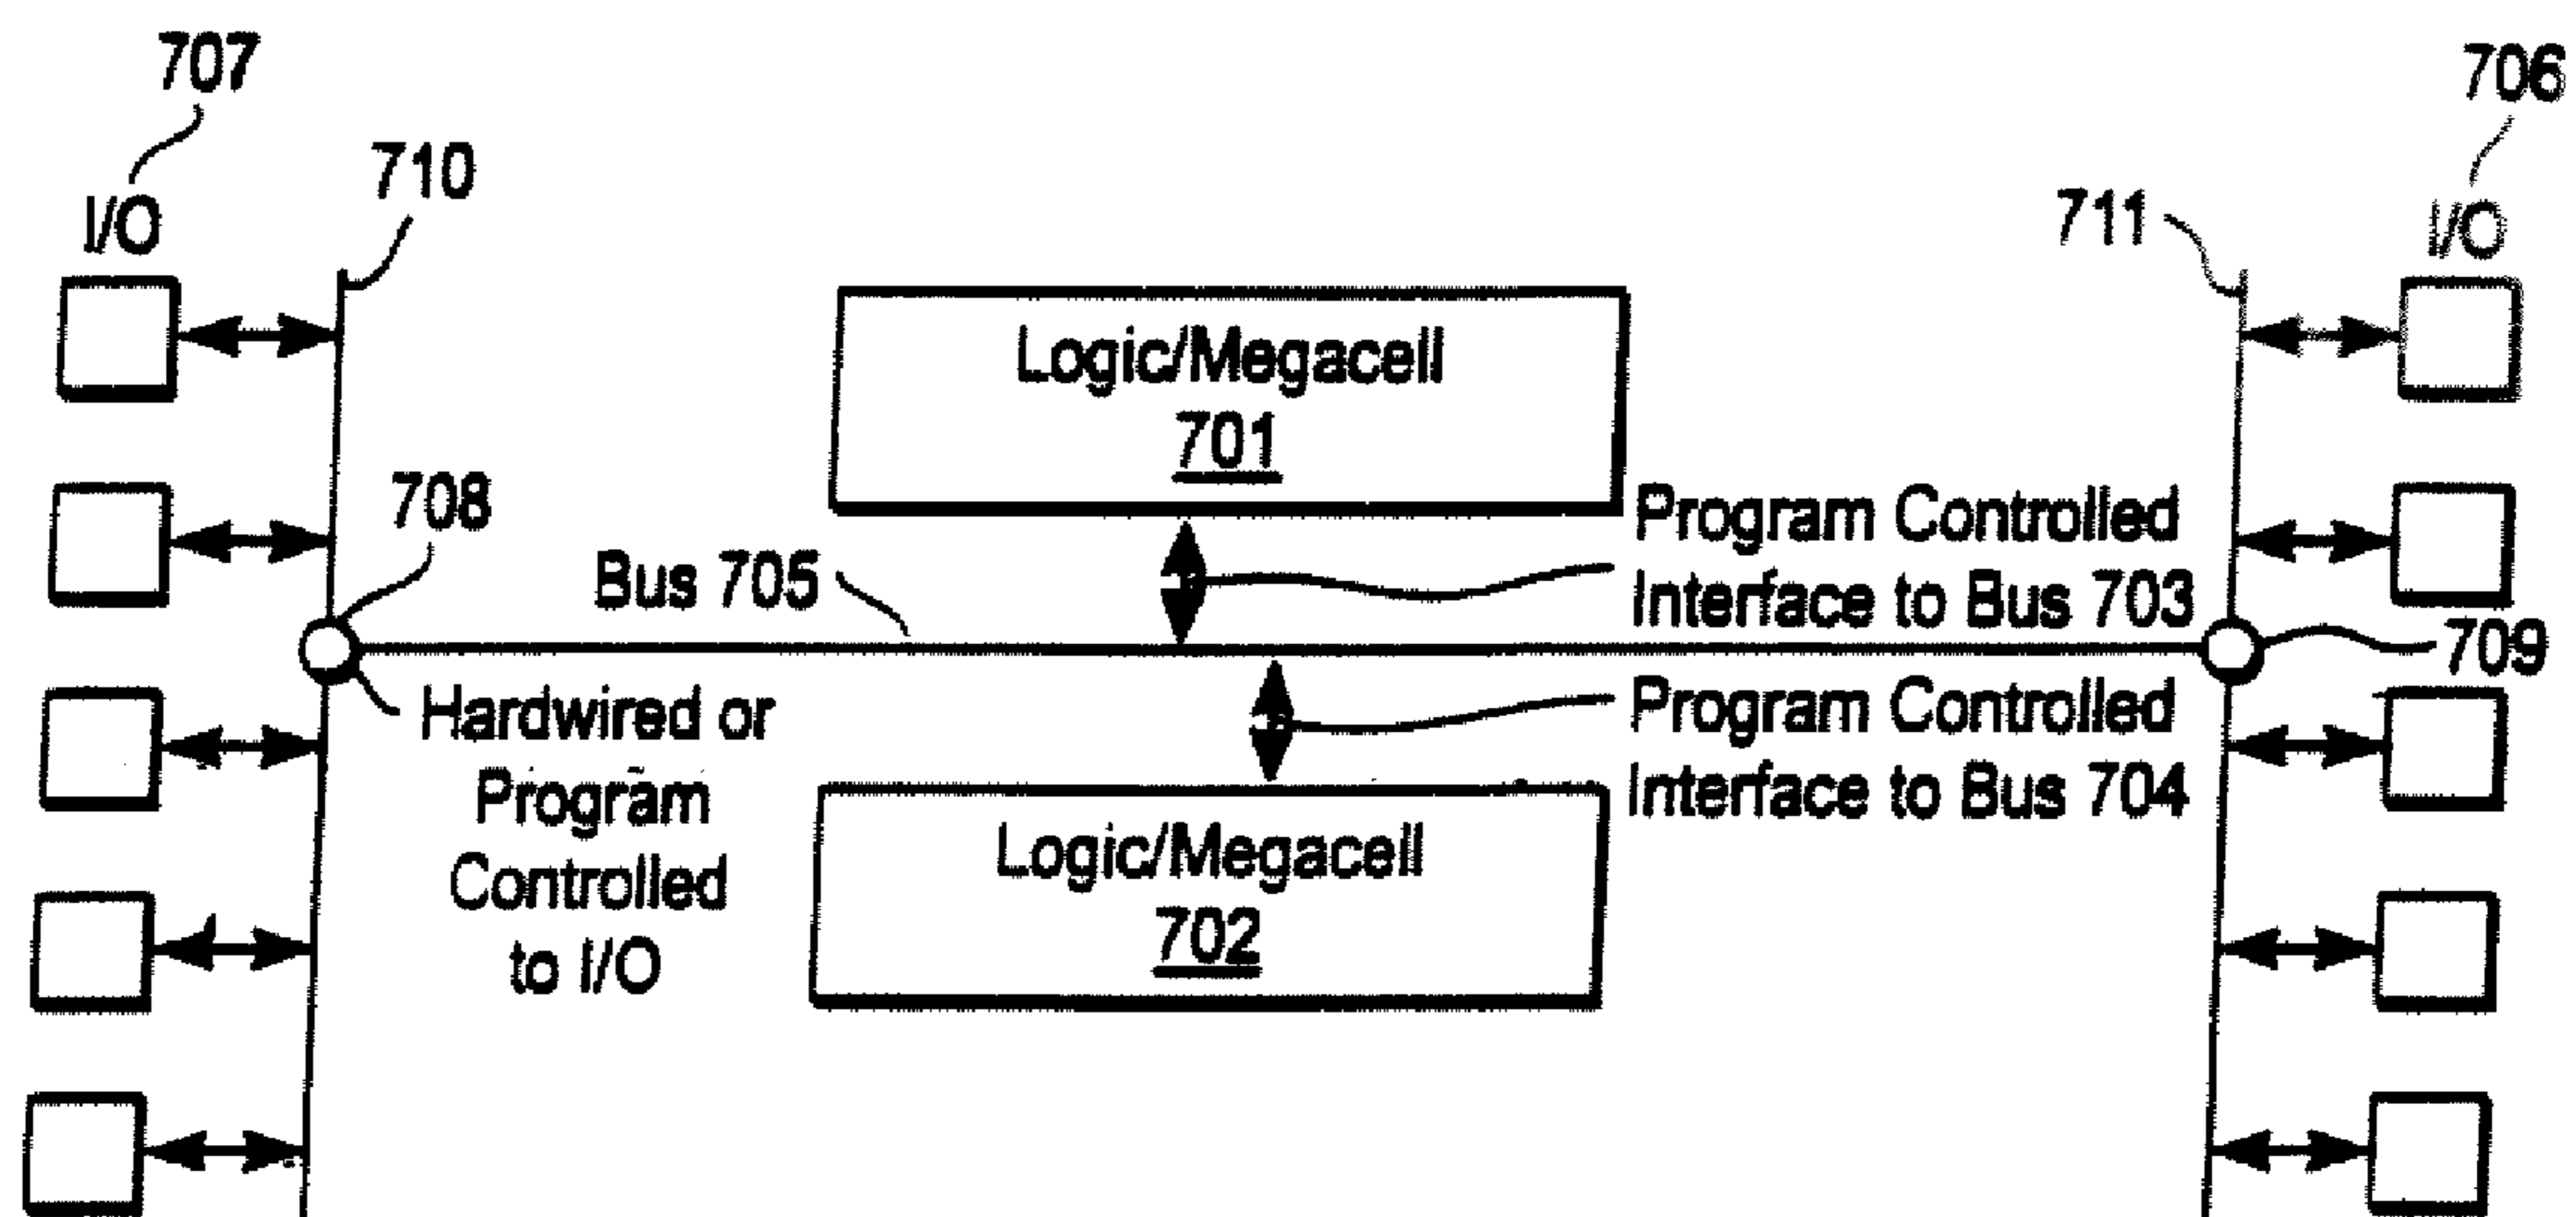 707
706
710
711
I/O
I/O
Logic/Megacell
701
708
Program Controlled
Interface to Bus 703
Bus 705
709
Hardwired or
Program
Controlled
to I/O
Program Controlled
Interface to Bus 704
Logic/Megacell
702